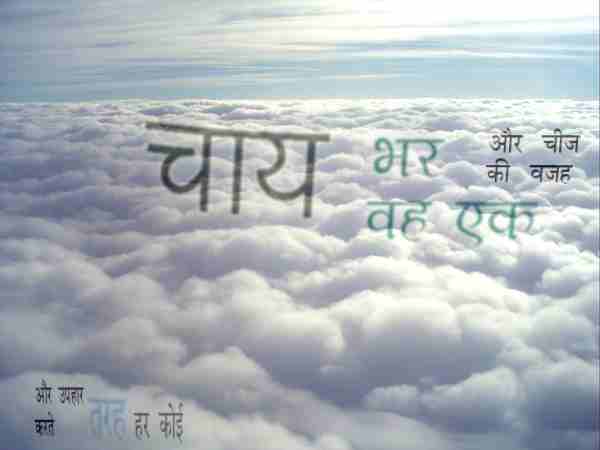 चाय
भर
वह एक
और चीज
की वजह
और उपहार
करते
तरह
हर कोई